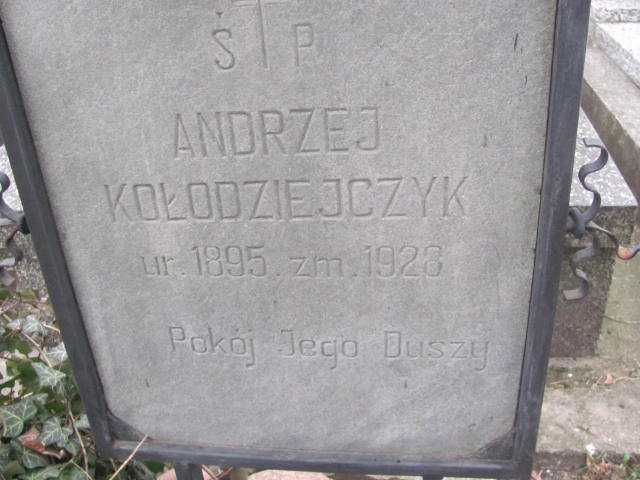 Ś P
ANDRZEJ
KOŁODZIEJCZYK
ur. 1895. zm. 1928
Pokój Jego Duszy